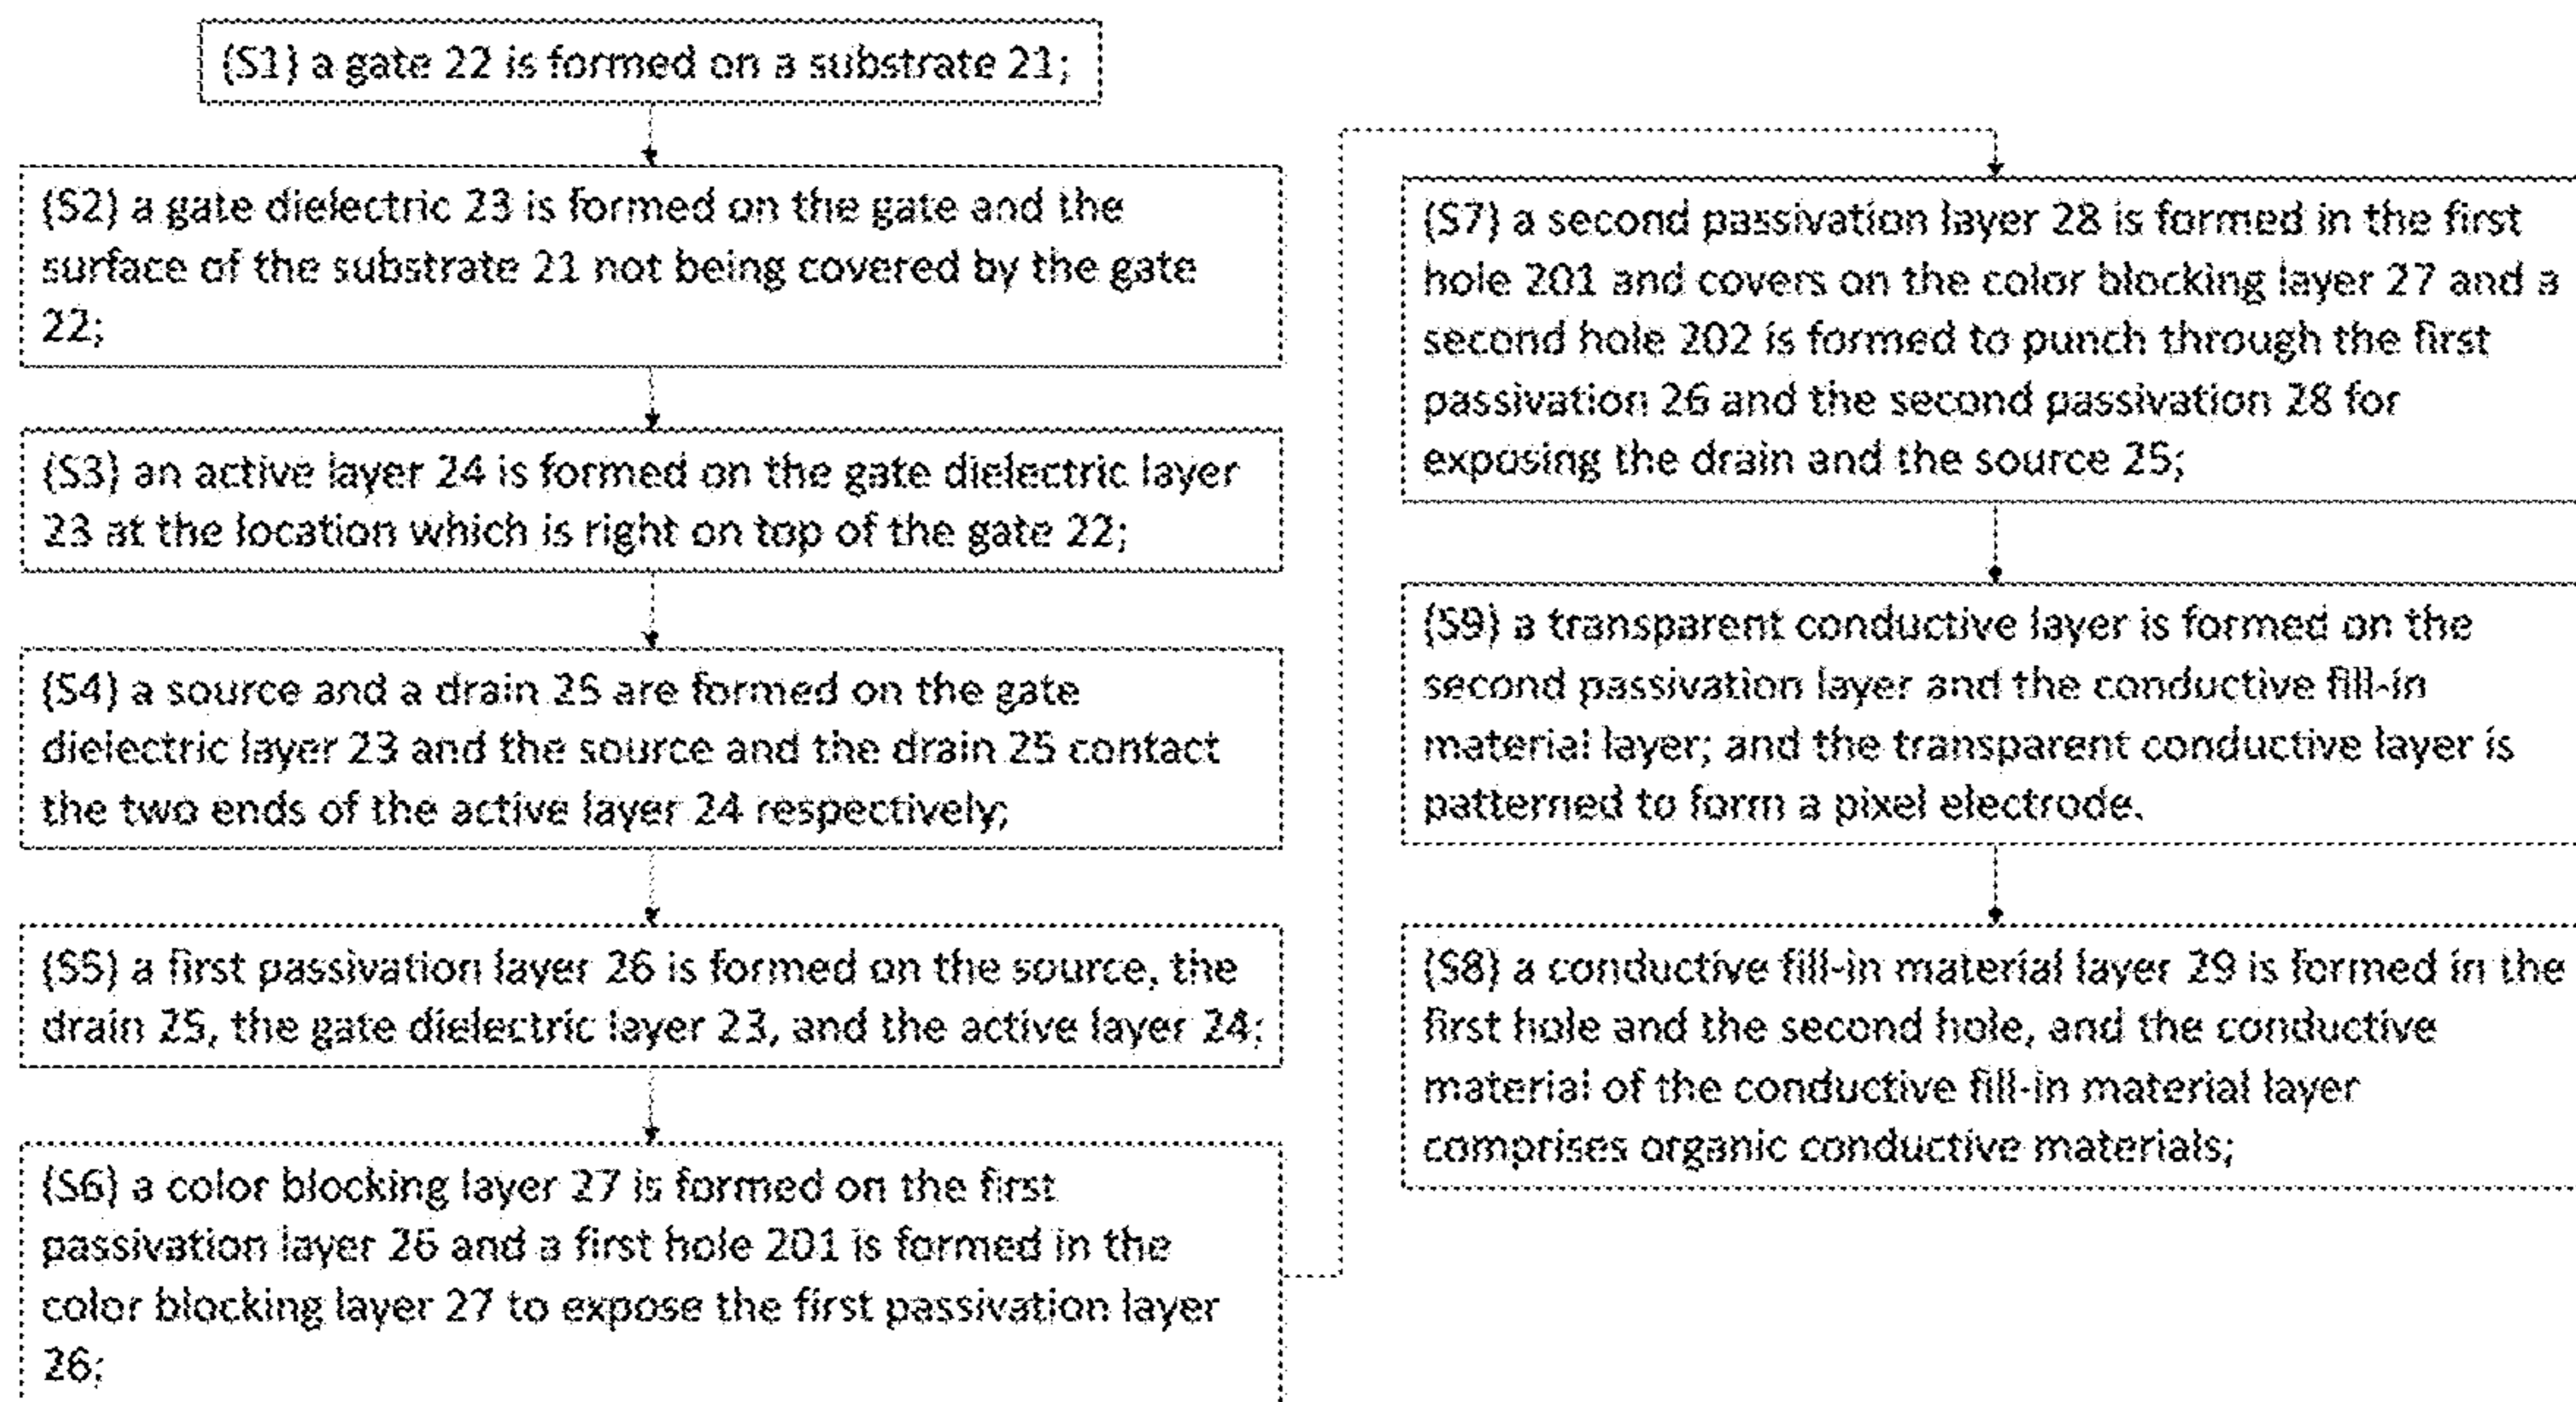 (S1) a gate 22 is formed on a substrate 21;
(S2) a gate dielectric 23 is formed on the gate and the
surface of the substrate 21 not being covered by the gate
22;
(S3) an active layer 24 is formed on the gate dielectric layer
23 at the location which is right on top of the gate 22;
(S4) a source and a drain 25 are formed on the gate
dielectric layer 23 and the source and the drain 25 contact
the two ends of the active layer 24 respectively;
(S5) a first passivation layer 26 is formed on the source, the
drain 25, the gate dielectric layer 23, and the active layer 24;
(S6) a color blocking layer 27 is formed on the first
passivation layer 26 and a first hole 201 is formed in the
color blocking layer 27 to expose the first passivation layer
26;
(S7) a second passivation layer 28 is formed in the first
hole 201 and covers on the color blocking layer 27 and a
second hole 202 is formed to punch through the first
passivation 26 and the second passivation 28 for
exposing the drain and the source 25;
(S9) a transparent conductive layer is formed on the
second passivation layer and the conductive fill-in
material layer; and the transparent conductive layer is
patterned to form a pixel electrode.
(S8) a conductive fill-in material layer 29 is formed in the
first hole and the second hole, and the conductive
material of the conductive fill-in material layer
comprises organic conductive materials;